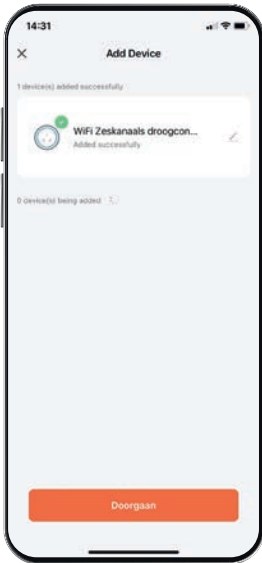 14:31
Add Device
1 device(s) added successfully
WiFi Zeskanaals droogcon...
Added successfully
0 device(s) being added
Doorgaan